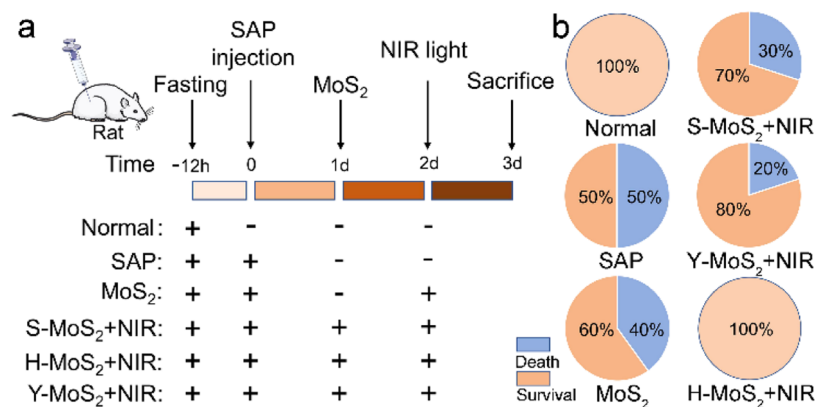 a
SAP injection
NIR light
Fasting
MoS₂
Sacrifice
Rat
Time -12h 0 1d 2d 3d
Normal: + - - -
SAP: + + - -
MoS₂: + + - +
S-MoS₂+NIR: + + + +
H-MoS₂+NIR: + + + +
Y-MoS₂+NIR: + + + +
b
100%
Normal
30%
70%
S-MoS₂+NIR
50% 50%
SAP
20%
80%
Y-MoS₂+NIR
60% 40%
MoS₂
100%
H-MoS₂+NIR
Death
Survival